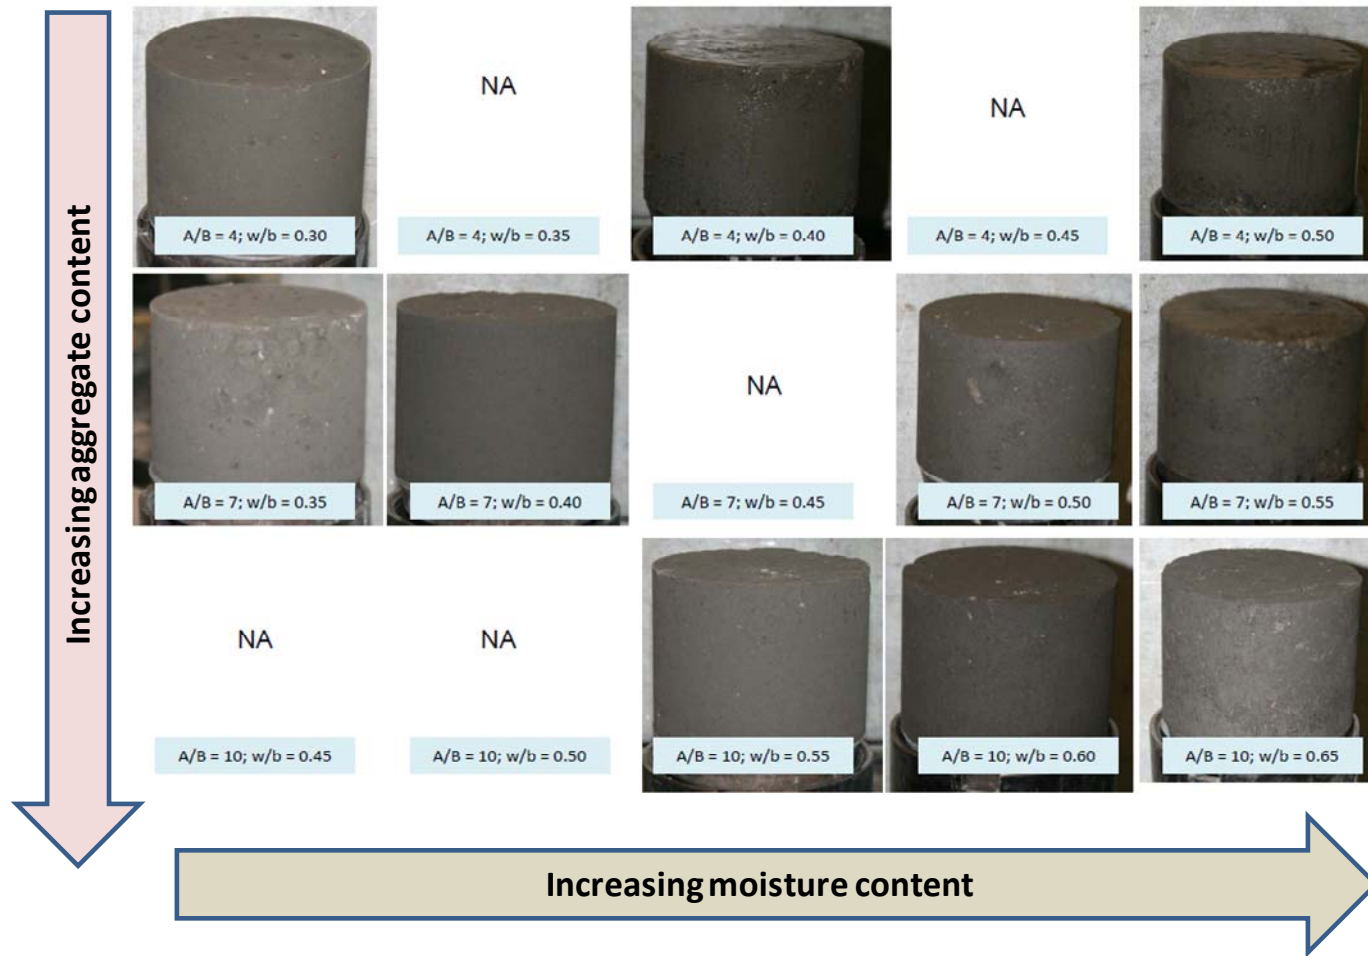 Increasing aggregate content
NA
NA
A/B = 4; w/b = 0.30
A/B = 4; w/b = 0.35
A/B = 4; w/b = 0.40
A/B = 4; w/b = 0.45
A/B = 4; w/b = 0.50
NA
A/B = 7; w/b = 0.35
A/B = 7; w/b = 0.40
A/B = 7; w/b = 0.45
A/B = 7; w/b = 0.50
A/B = 7; w/b = 0.55
NA
NA
A/B = 10; w/b = 0.45
A/B = 10; w/b = 0.50
A/B = 10; w/b = 0.55
A/B = 10; w/b = 0.60
A/B = 10; w/b = 0.65
Increasing moisture content